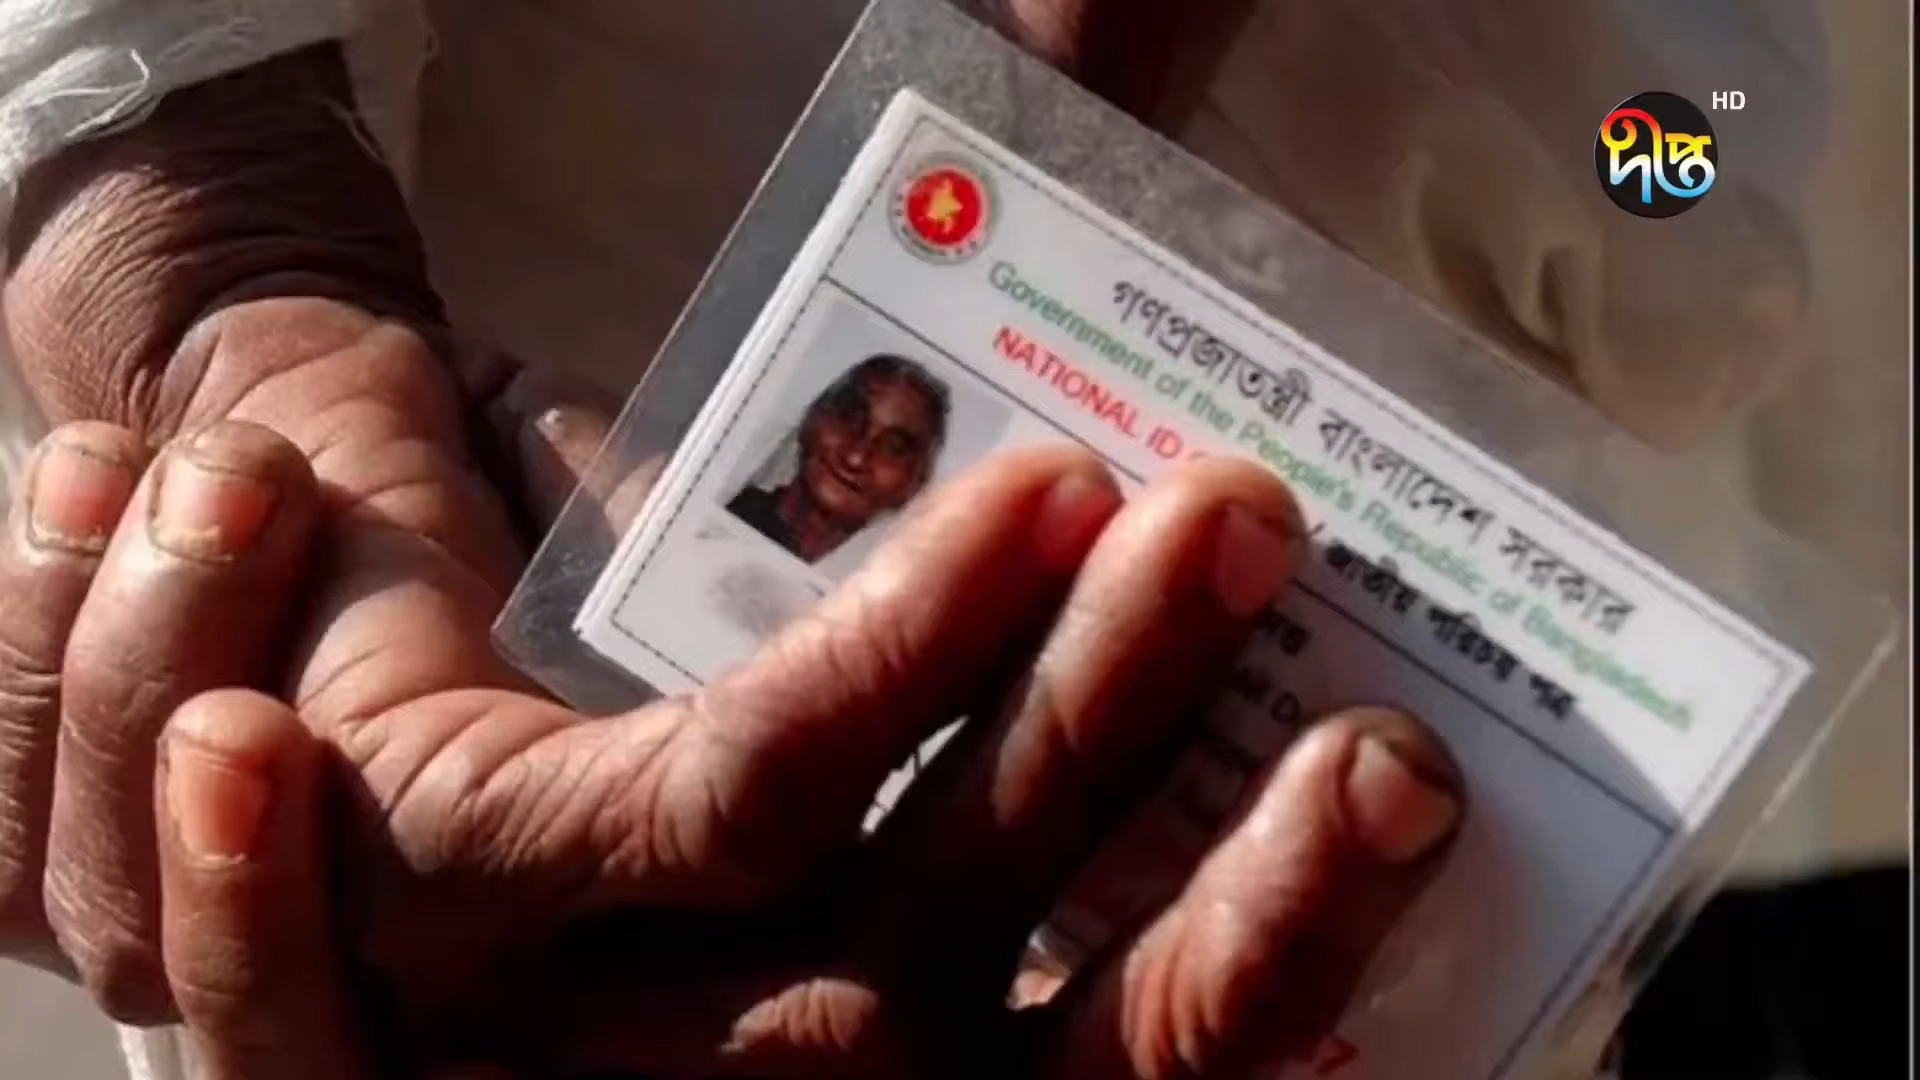 HD
দীপ্ত
গণপ্রজাতন্ত্রী বাংলাদেশ সরকার
Government of the People's Republic of Bangladesh
NATIONAL ID / জাতীয় পরিচয় পত্র